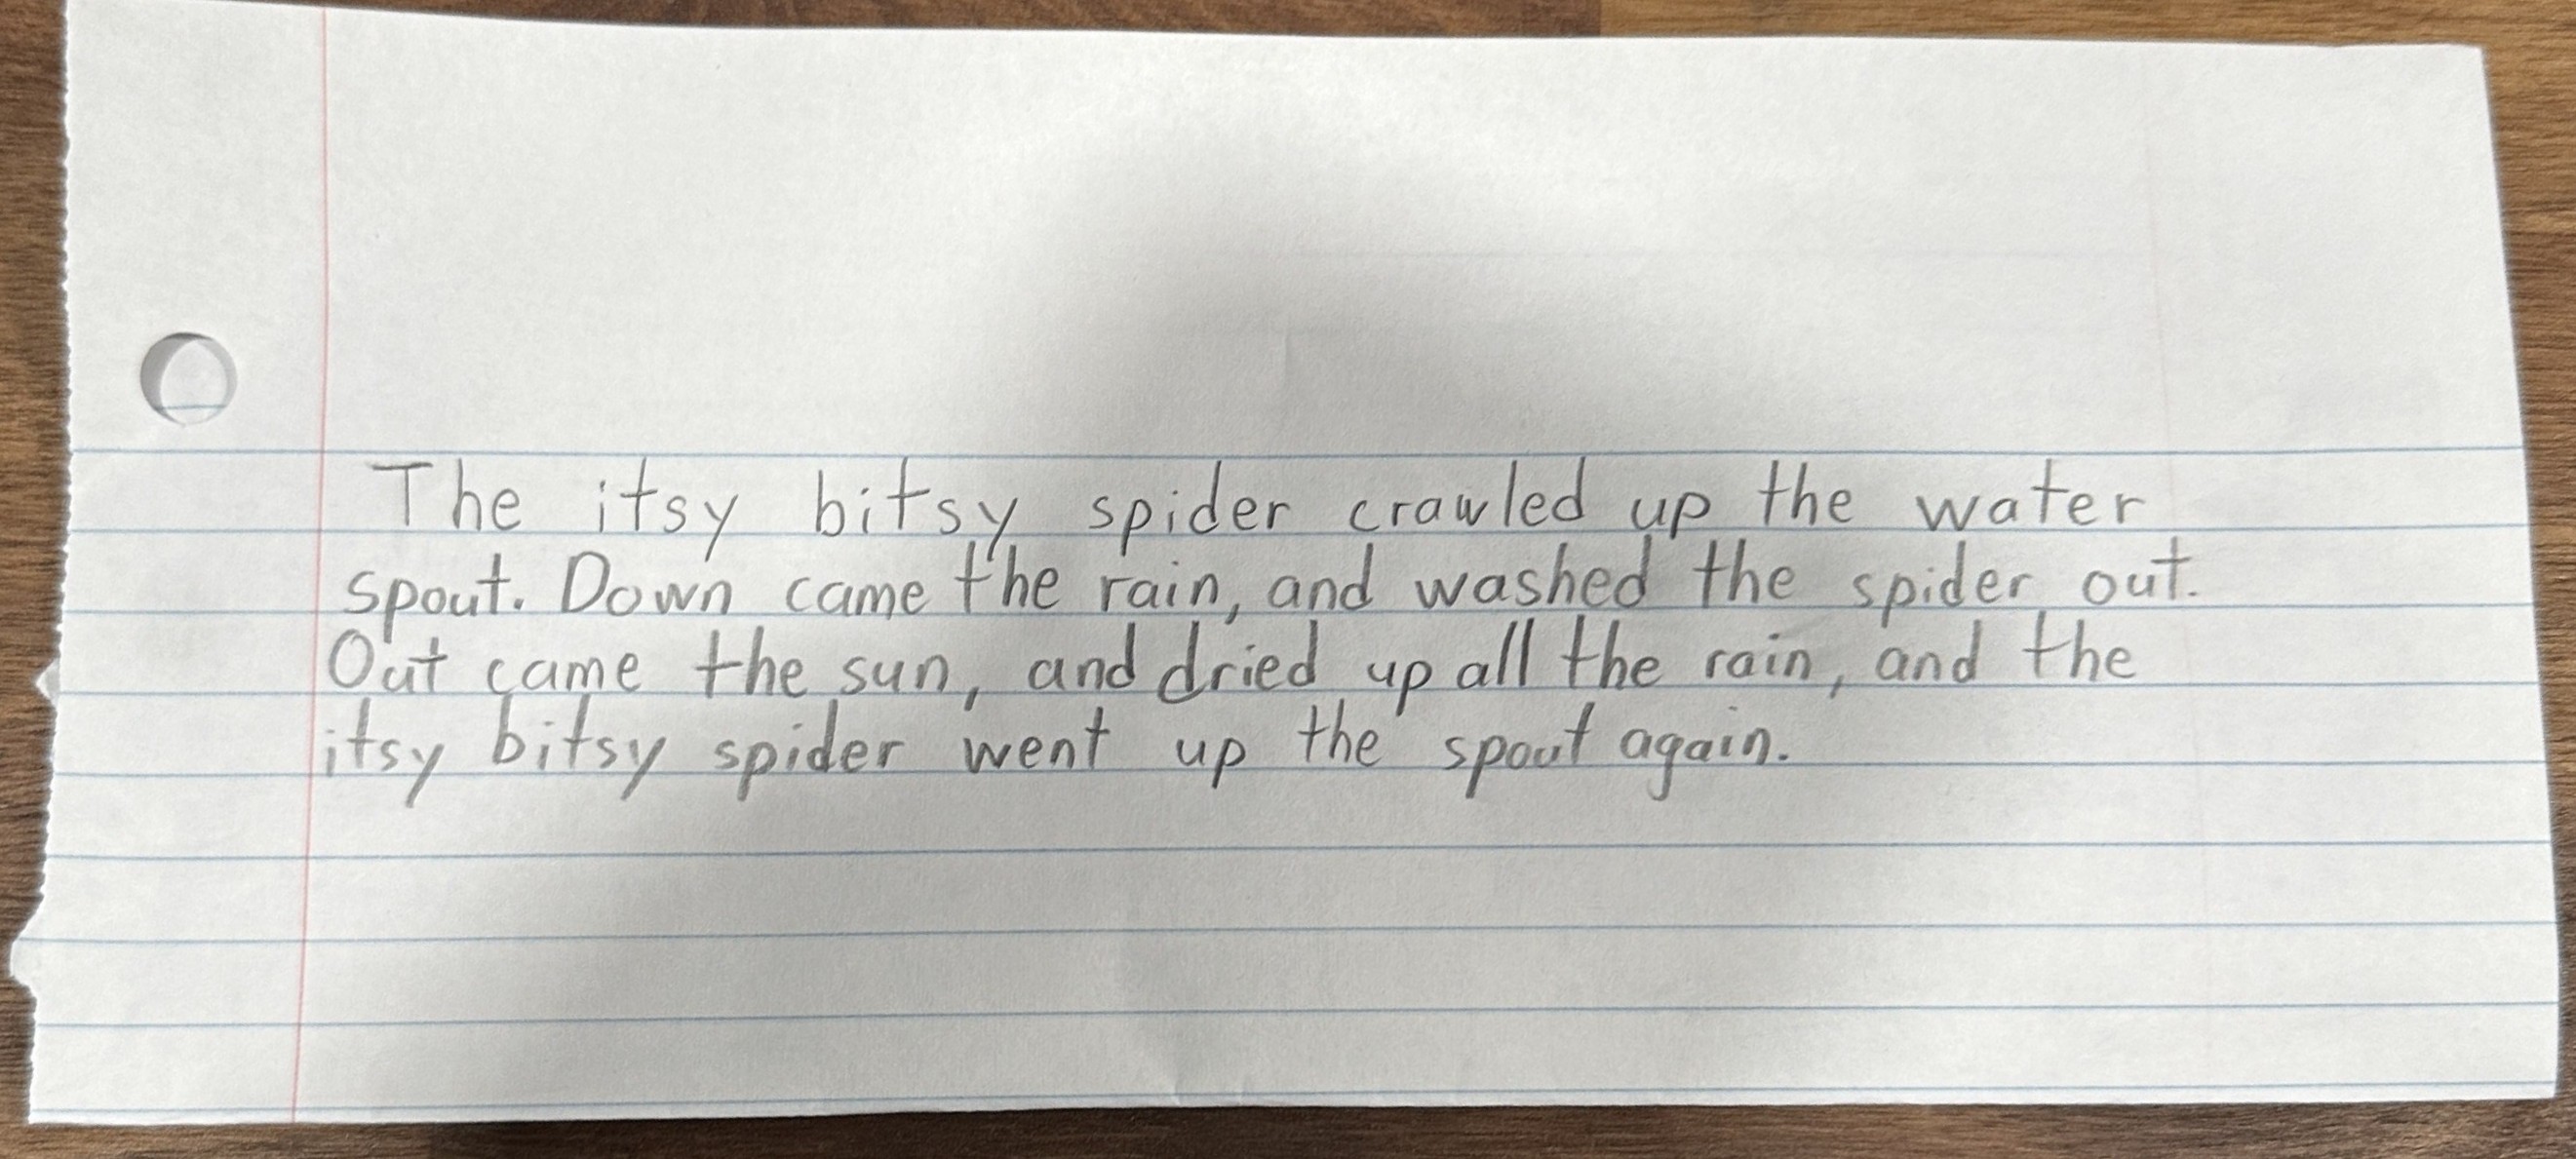 The itsy bitsy spider crawled up the water
spout. Down came the rain, and washed the spider out.
Out came the sun, and dried up all the rain, and the
itsy bitsy spider went up the spout again.